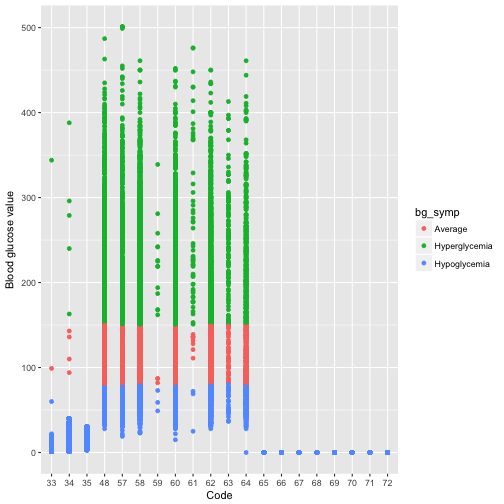 500
400
300
200
100
0
Blood glucose value
33 34 35 48 57 58 59 60 61 62 63 64 65 66 67 68 69 70 71 72
Code
bg_symp
Average
Hyperglycemia
Hypoglycemia